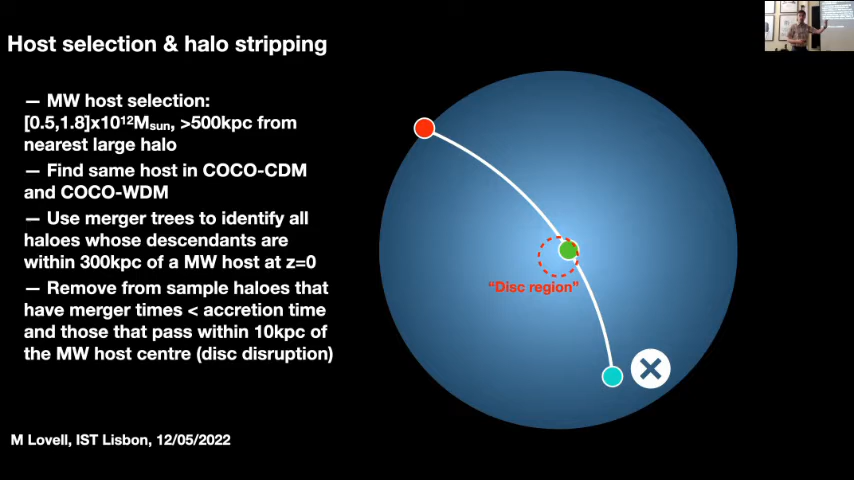 Host selection & halo stripping
— MW host selection:
[0.5,1.8]x10¹²Msun, >500kpc from
nearest large halo
— Find same host in COCO-CDM
and COCO-WDM
— Use merger trees to identify all
haloes whose descendants are
within 300kpc of a MW host at z=0
— Remove from sample haloes that
have merger times < accretion time
and those that pass within 10kpc of
the MW host centre (disc disruption)
“Disc region”
M Lovell, IST Lisbon, 12/05/2022